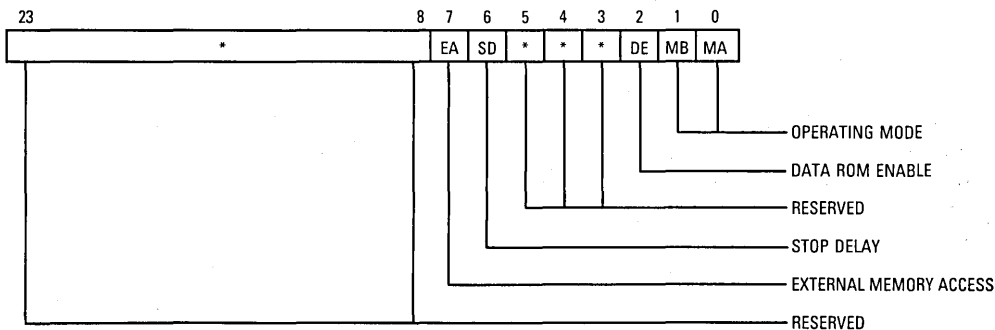 23 8 7 6 5 4 3 2 1 0
* EA SD * * * DE MB MA
OPERATING MODE
DATA ROM ENABLE
RESERVED
STOP DELAY
EXTERNAL MEMORY ACCESS
RESERVED